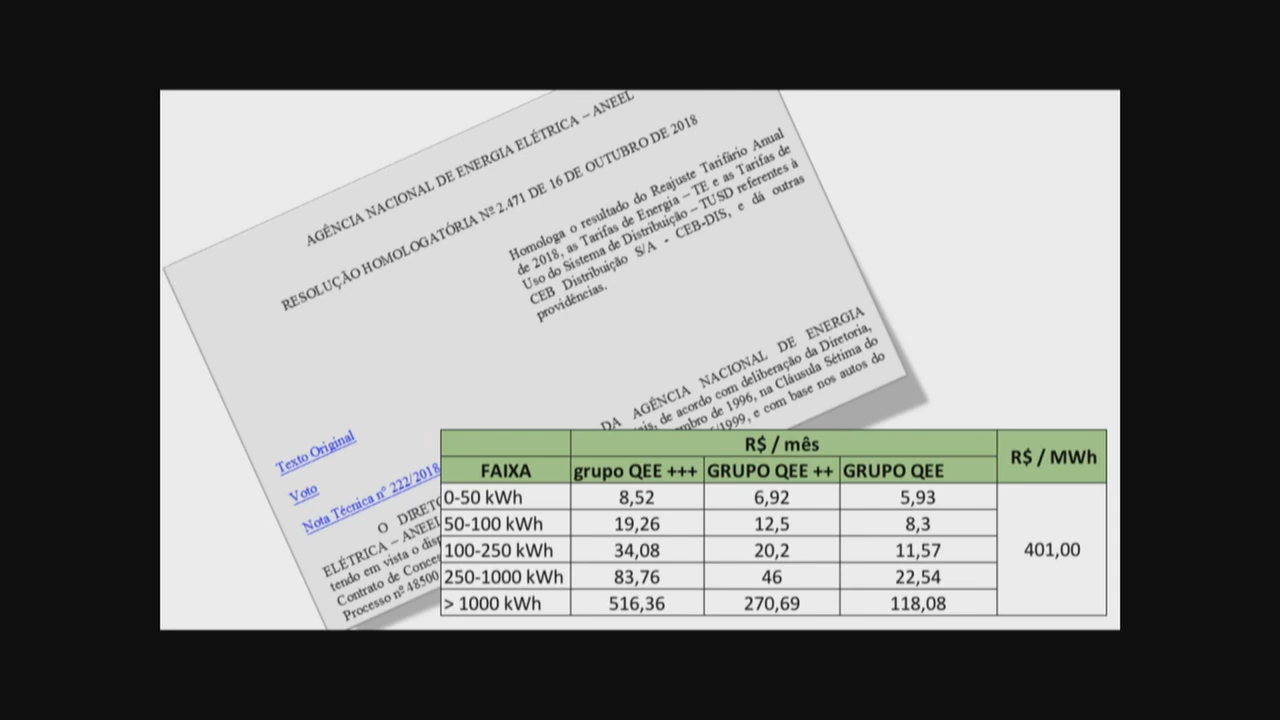 AGÊNCIA NACIONAL DE ENERGIA ELÉTRICA – ANEEL
RESOLUÇÃO HOMOLOGATÓRIA Nº 2.471 DE 16 DE OUTUBRO DE 2018
Homologa o resultado do Reajuste Tarifário Anual
de 2018, as Tarifas de Energia – TE e as Tarifas de
Uso do Sistema de Distribuição – TUSD referentes à
CEB Distribuição S/A - CEB-DIS, e dá outras
providências.
Texto Original
Voto
Nota Técnica nº 222/2018
O DIRETO
DA AGÊNCIA NACIONAL DE ENERGIA
ELÉTRICA – ANEEL
de acordo com deliberação da Diretoria,
tendo em vista o disp
de 1996, na Cláusula Sétima do
Contrato de Conces
/1999, e com base nos autos do
Processo nº 48500
R$ / mês R$ / MWh
FAIXA grupo QEE +++ GRUPO QEE ++ GRUPO QEE
0-50 kWh 8,52 6,92 5,93
50-100 kWh 19,26 12,5 8,3
100-250 kWh 34,08 20,2 11,57 401,00
250-1000 kWh 83,76 46 22,54
> 1000 kWh 516,36 270,69 118,08